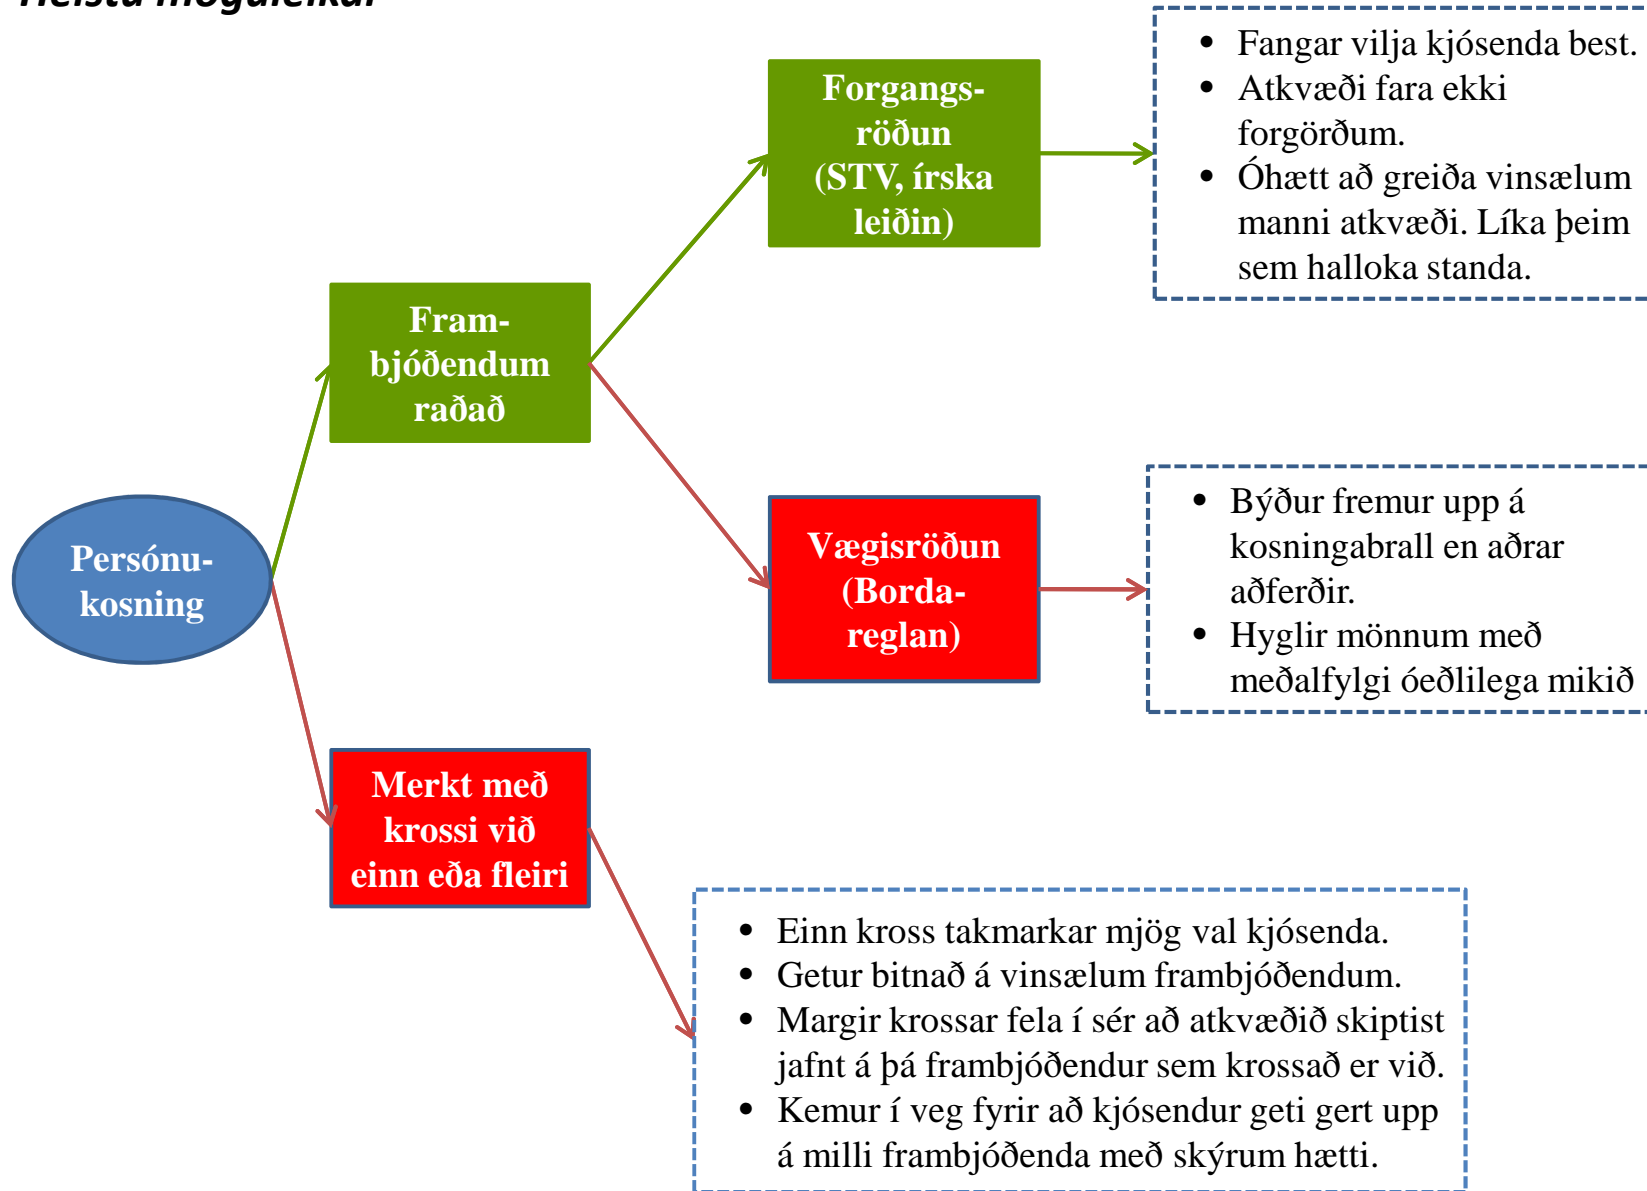 Helstu möguleikar
• Fangar vilja kjósenda best.
• Atkvæði fara ekki
forgörðum.
• Óhætt að greiða vinsælum
manni atkvæði. Líka þeim
sem halloka standa.
Forgangs-
röðun
(STV, írska
leiðin)
Fram-
bjóðendum
raðað
Persónu-
kosning
Vægisröðun
(Borda-
reglan)
• Býður fremur upp á
kosningabrall en aðrar
aðferðir.
• Hyglir mönnum með
meðalfylgi óeðlilega mikið
Merkt með
krossi við
einn eða fleiri
• Einn kross takmarkar mjög val kjósenda.
• Getur bitnað á vinsælum frambjóðendum.
• Margir krossar fela í sér að atkvæðið skiptist
jafnt á þá frambjóðendur sem krossað er við.
• Kemur í veg fyrir að kjósendur geti gert upp
á milli frambjóðenda með skýrum hætti.